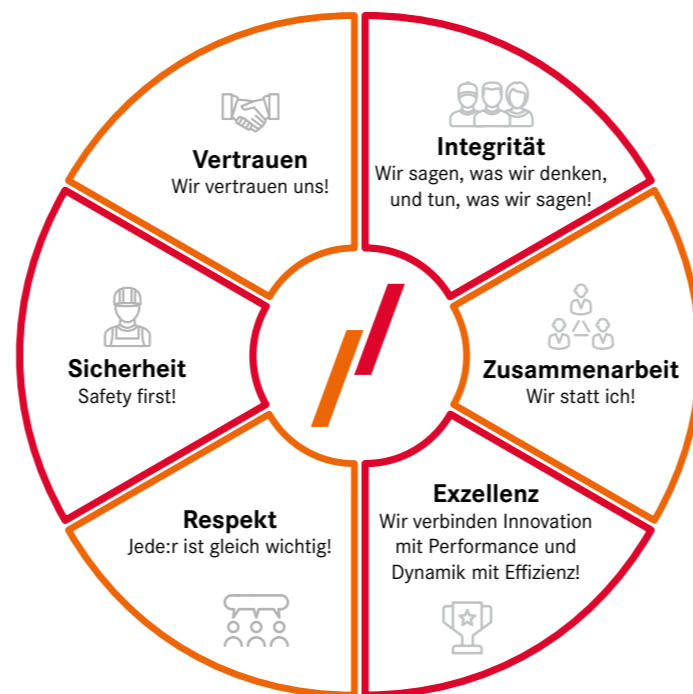 Vertrauen
Wir vertrauen uns!
Integrität
Wir sagen, was wir denken,
und tun, was wir sagen!
Sicherheit
Safety first!
Zusammenarbeit
Wir statt ich!
Respekt
Jede:r ist gleich wichtig!
Exzellenz
Wir verbinden Innovation
mit Performance und
Dynamik mit Effizienz!